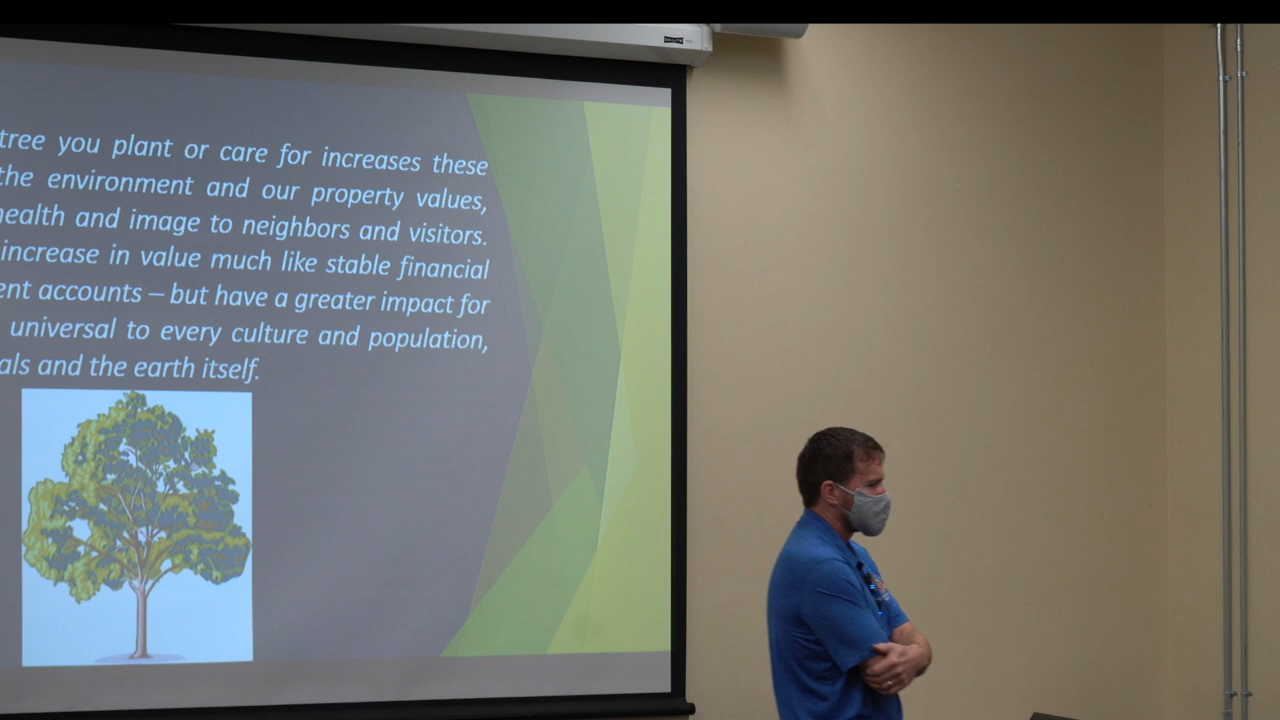 tree you plant or care for increases these
the environment and our property values,
health and image to neighbors and visitors.
increase in value much like stable financial
ent accounts – but have a greater impact for
universal to every culture and population,
als and the earth itself.